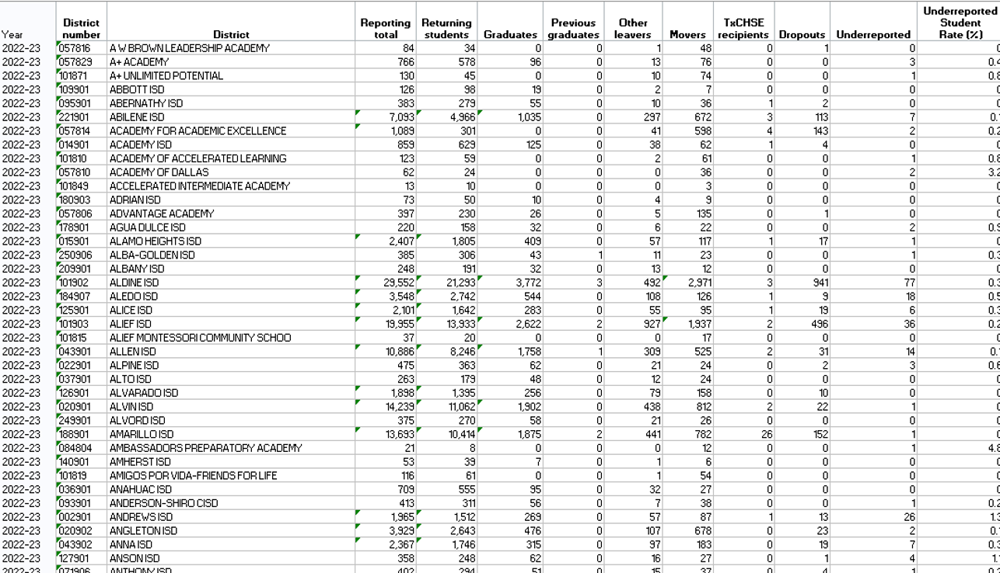 Year District number District Reporting total Returning students Graduates Previous graduates Other leavers Movers TxCHSE recipients Dropouts Underreported Underreported Student Rate (%)
2022-23 057816 A W BROWN LEADERSHIP ACADEMY 84 34 0 0 1 48 0 1 0 0
2022-23 057829 A+ ACADEMY 766 578 96 0 13 76 0 0 3 0.4
2022-23 101871 A+ UNLIMITED POTENTIAL 130 45 0 0 10 74 0 0 1 0.8
2022-23 109901 ABBOTT ISD 126 98 19 0 2 7 0 0 0 0
2022-23 095901 ABERNATHY ISD 383 279 55 0 10 36 1 2 0 0
2022-23 221901 ABILENE ISD 7,093 4,966 1,035 0 297 672 3 113 7 0.1
2022-23 057814 ACADEMY FOR ACADEMIC EXCELLENCE 1,089 301 0 0 41 598 4 143 2 0.2
2022-23 014901 ACADEMY ISD 859 629 125 0 38 62 1 4 0 0
2022-23 101810 ACADEMY OF ACCELERATED LEARNING 123 59 0 0 2 61 0 0 1 0.8
2022-23 057810 ACADEMY OF DALLAS 62 24 0 0 0 36 0 0 2 3.2
2022-23 101849 ACCELERATED INTERMEDIATE ACADEMY 13 10 0 0 0 3 0 0 0 0
2022-23 180903 ADRIAN ISD 73 50 10 0 4 9 0 0 0 0
2022-23 057806 ADVANTAGE ACADEMY 397 230 26 0 5 135 0 1 0 0
2022-23 178901 AGUA DULCE ISD 220 158 32 0 6 22 0 0 2 0.9
2022-23 015901 ALAMO HEIGHTS ISD 2,407 1,805 409 0 57 117 1 17 1 0
2022-23 250906 ALBA-GOLDEN ISD 385 306 43 1 11 23 0 0 1 0.3
2022-23 209901 ALBANY ISD 248 191 32 0 13 12 0 0 0 0
2022-23 101902 ALDINE ISD 29,552 21,293 3,772 3 492 2,971 3 941 77 0.3
2022-23 184907 ALEDO ISD 3,548 2,742 544 0 108 126 1 9 18 0.5
2022-23 125901 ALICE ISD 2,101 1,642 283 0 55 95 1 19 6 0.3
2022-23 101903 ALIEF ISD 19,955 13,933 2,622 2 927 1,937 2 496 36 0.2
2022-23 101815 ALIEF MONTESSORI COMMUNITY SCHOO 37 20 0 0 0 17 0 0 0 0
2022-23 043901 ALLEN ISD 10,886 8,246 1,758 1 309 525 2 31 14 0.1
2022-23 022901 ALPINE ISD 475 363 62 0 21 24 0 2 3 0.6
2022-23 037901 ALTO ISD 263 179 48 0 12 24 0 0 0 0
2022-23 126901 ALVARADO ISD 1,898 1,395 256 0 79 158 0 10 0 0
2022-23 020901 ALVIN ISD 14,239 11,062 1,902 0 438 812 2 22 1 0
2022-23 249901 ALVORD ISD 375 270 58 0 21 26 0 0 0 0
2022-23 188901 AMARILLO ISD 13,693 10,414 1,875 2 441 782 26 152 1 0
2022-23 084804 AMBASSADORS PREPARATORY ACADEMY 21 8 0 0 0 12 0 0 1 4.8
2022-23 140901 AMHERST ISD 53 39 7 0 1 6 0 0 0 0
2022-23 101819 AMIGOS POR VIDA-FRIENDS FOR LIFE 116 61 0 0 1 54 0 0 0 0
2022-23 036901 ANAHUAC ISD 709 555 95 0 32 27 0 0 0 0
2022-23 093901 ANDERSON-SHIRO CISD 413 311 56 0 7 38 0 0 1 0.2
2022-23 002901 ANDREWS ISD 1,965 1,512 269 0 57 87 1 13 26 1.3
2022-23 020902 ANGLETON ISD 3,929 2,643 476 0 107 678 0 23 2 0.1
2022-23 043902 ANNA ISD 2,367 1,746 315 0 97 183 0 19 7 0.3
2022-23 127901 ANSON ISD 358 248 62 0 16 27 0 1 4 1.1
2022-23 071906 ANTHONY ISD 402 294 51 0 15 37 0 4 1